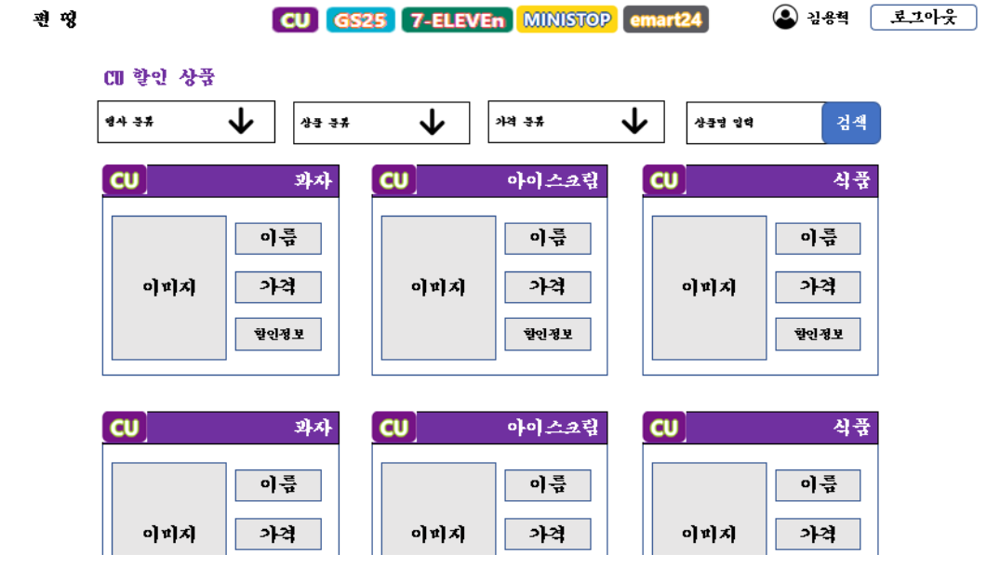 편 띵 CU GS25 7-ELEVEn MINISTOP emart24 김용혁 로그아웃
CU 할인 상품
행사 분류 상품 분류 가격 분류 상품명 입력 검색
CU 과자 CU 아이스크림 CU 식품
이름 이름 이름
이미지 가격 이미지 가격 이미지 가격
할인정보 할인정보 할인정보
CU 과자 CU 아이스크림 CU 식품
이름 이름 이름
이미지 가격 이미지 가격 이미지 가격